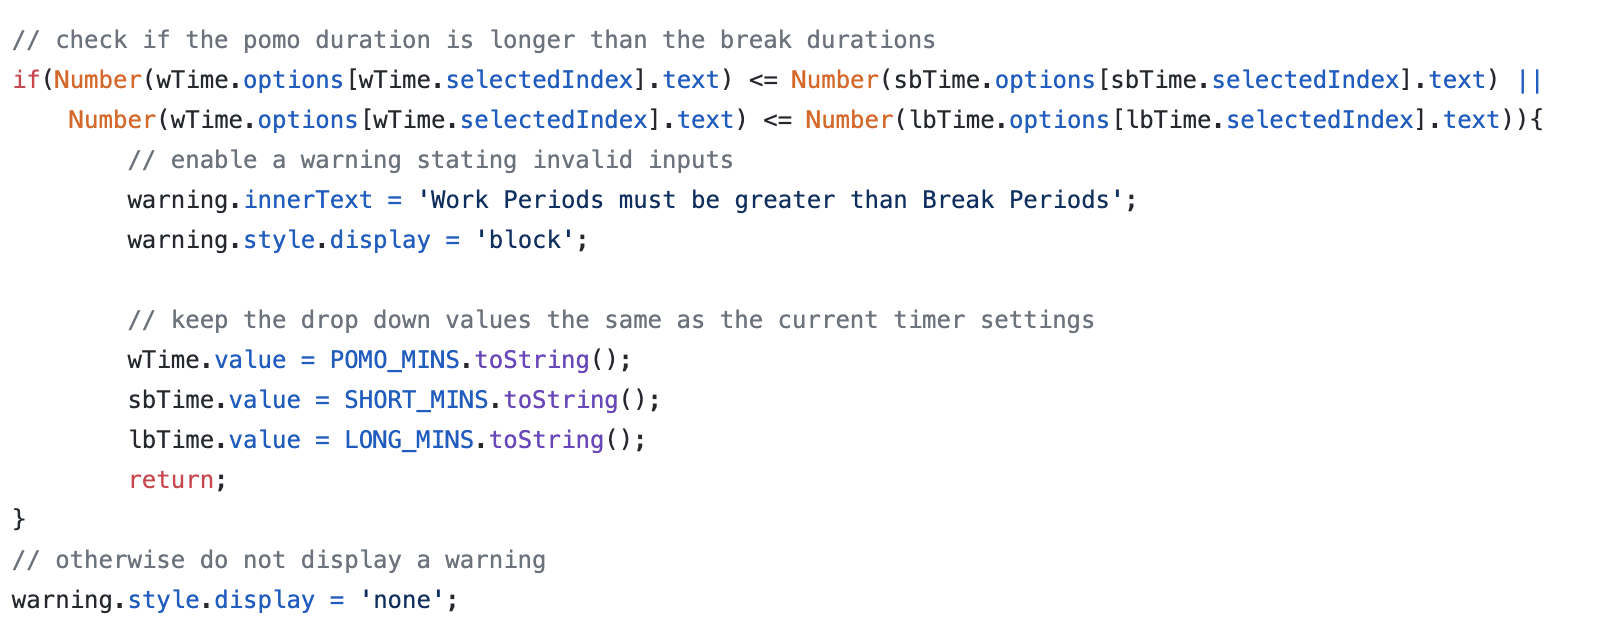 // check if the pomo duration is longer than the break durations
if(Number(wTime.options[wTime.selectedIndex].text) <= Number(sbTime.options[sbTime.selectedIndex].text) ||
    Number(wTime.options[wTime.selectedIndex].text) <= Number(lbTime.options[lbTime.selectedIndex].text)){
        // enable a warning stating invalid inputs
        warning.innerText = 'Work Periods must be greater than Break Periods';
        warning.style.display = 'block';

        // keep the drop down values the same as the current timer settings
        wTime.value = POMO_MINS.toString();
        sbTime.value = SHORT_MINS.toString();
        lbTime.value = LONG_MINS.toString();
        return;
}
// otherwise do not display a warning
warning.style.display = 'none';